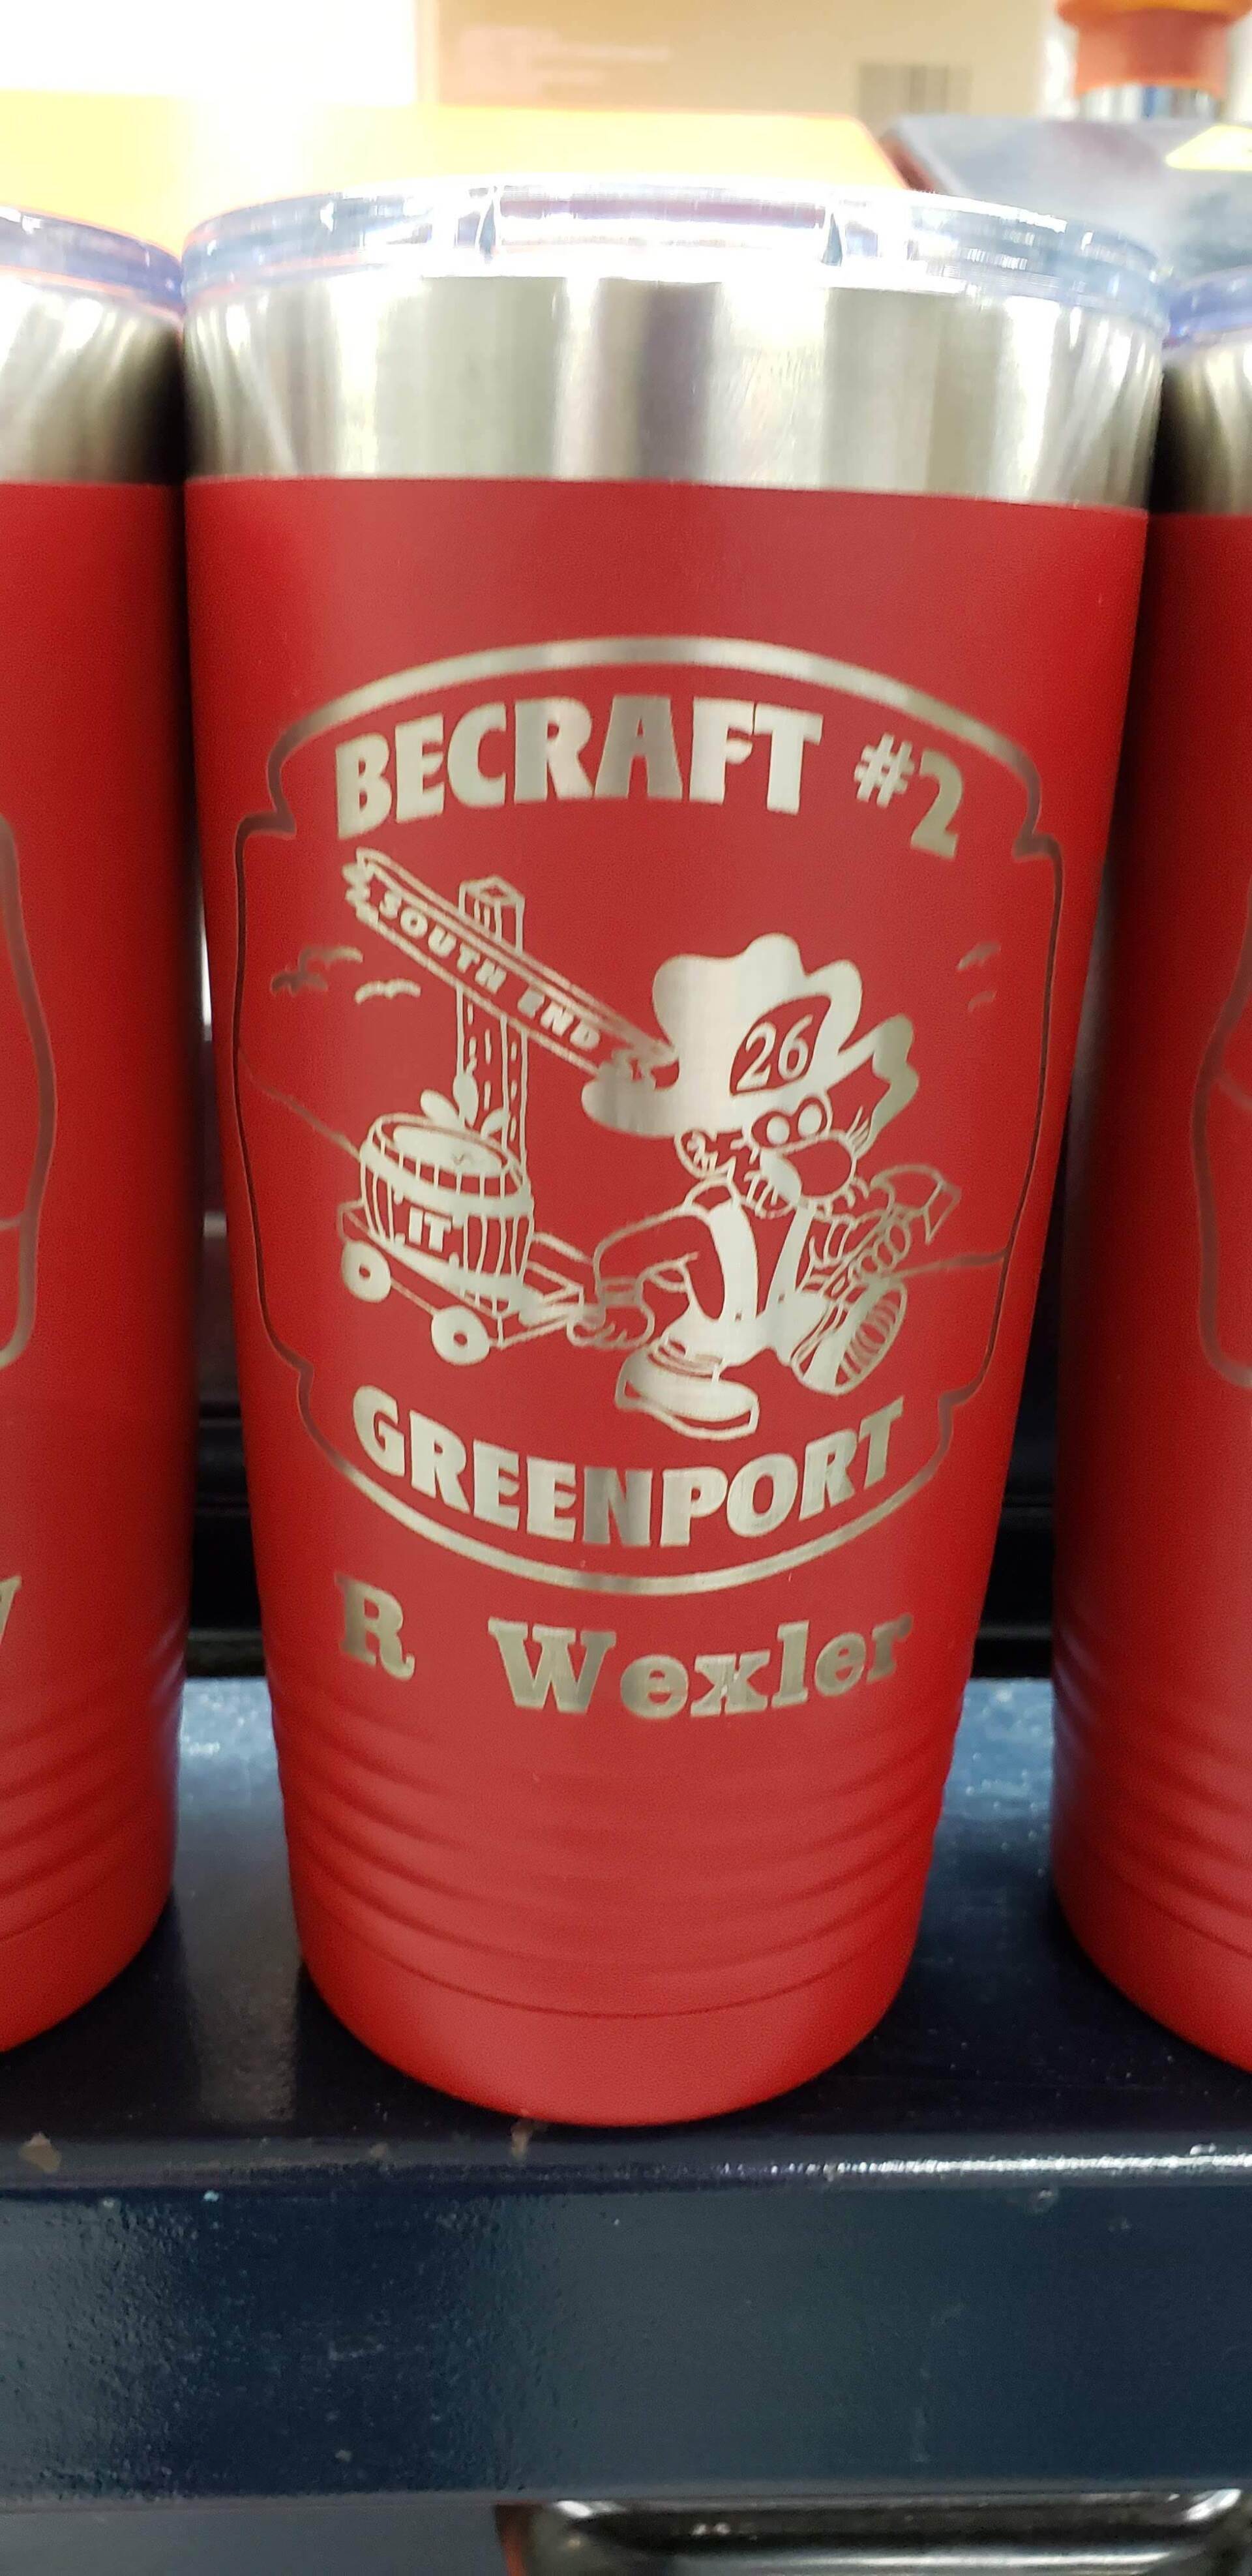 BECRAFT #2
SOUTH END
26
IT
GREENPORT
R Wexler